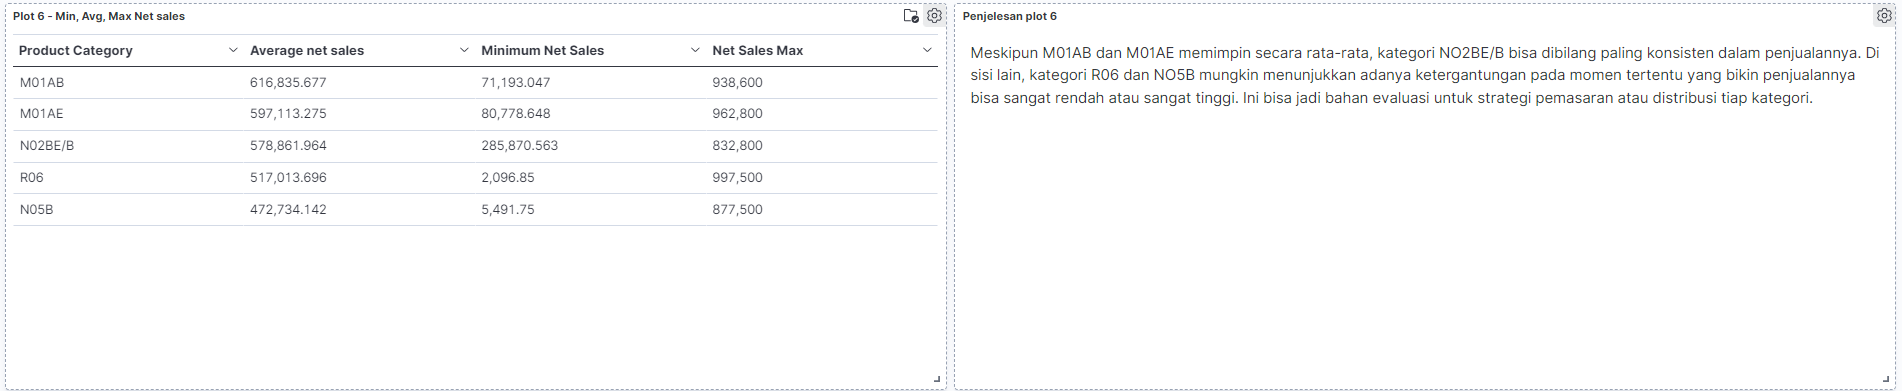 Plot 6 - Min, Avg, Max Net sales
Product Category Average net sales Minimum Net Sales Net Sales Max
M01AB 616,835.677 71,193.047 938,600
M01AE 597,113.275 80,778.648 962,800
N02BE/B 578,861.964 285,870.563 832,800
R06 517,013.696 2,096.85 997,500
N05B 472,734.142 5,491.75 877,500
Penjelesan plot 6
Meskipun M01AB dan M01AE memimpin secara rata-rata, kategori NO2BE/B bisa dibilang paling konsisten dalam penjualannya. Di
sisi lain, kategori R06 dan NO5B mungkin menunjukkan adanya ketergantungan pada momen tertentu yang bikin penjualannya
bisa sangat rendah atau sangat tinggi. Ini bisa jadi bahan evaluasi untuk strategi pemasaran atau distribusi tiap kategori.